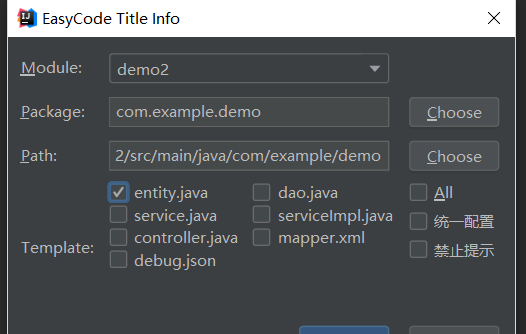 EasyCode Title Info
Module: demo2
Package: com.example.demo Choose
Path: 2/src/main/java/com/example/demo Choose
entity.java dao.java All
service.java serviceImpl.java 统一配置
Template: controller.java mapper.xml 禁止提示
debug.json